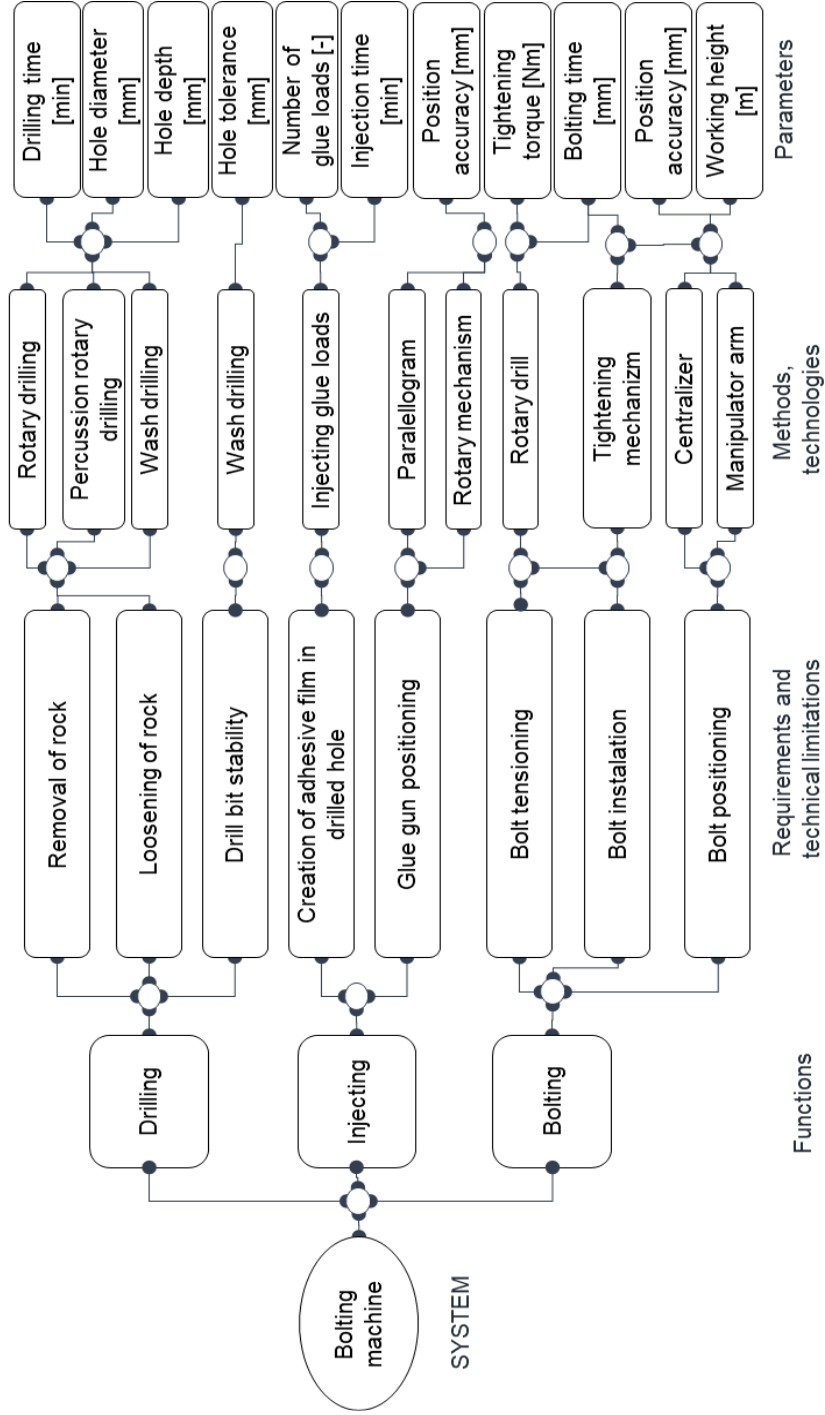 Bolting
machine
SYSTEM
Drilling
Injecting
Bolting
Functions
Removal of rock
Loosening of rock
Drill bit stability
Creation of adhesive film in
drilled hole
Glue gun positioning
Bolt tensioning
Bolt instalation
Bolt positioning
Requirements and
technical limitations
Rotary drilling
Percussion rotary
drilling
Wash drilling
Wash drilling
Injecting glue loads
Paralellogram
Rotary mechanism
Rotary drill
Tightening
mechanizm
Centralizer
Manipulator arm
Methods,
technologies
Drilling time
[min]
Hole diameter
[mm]
Hole depth
[mm]
Hole tolerance
[mm]
Number of
glue loads [-]
Injection time
[min]
Position
accuracy [mm]
Tightening
torque [Nm]
Bolting time
[mm]
Position
accuracy [mm]
Working height
[m]
Parameters